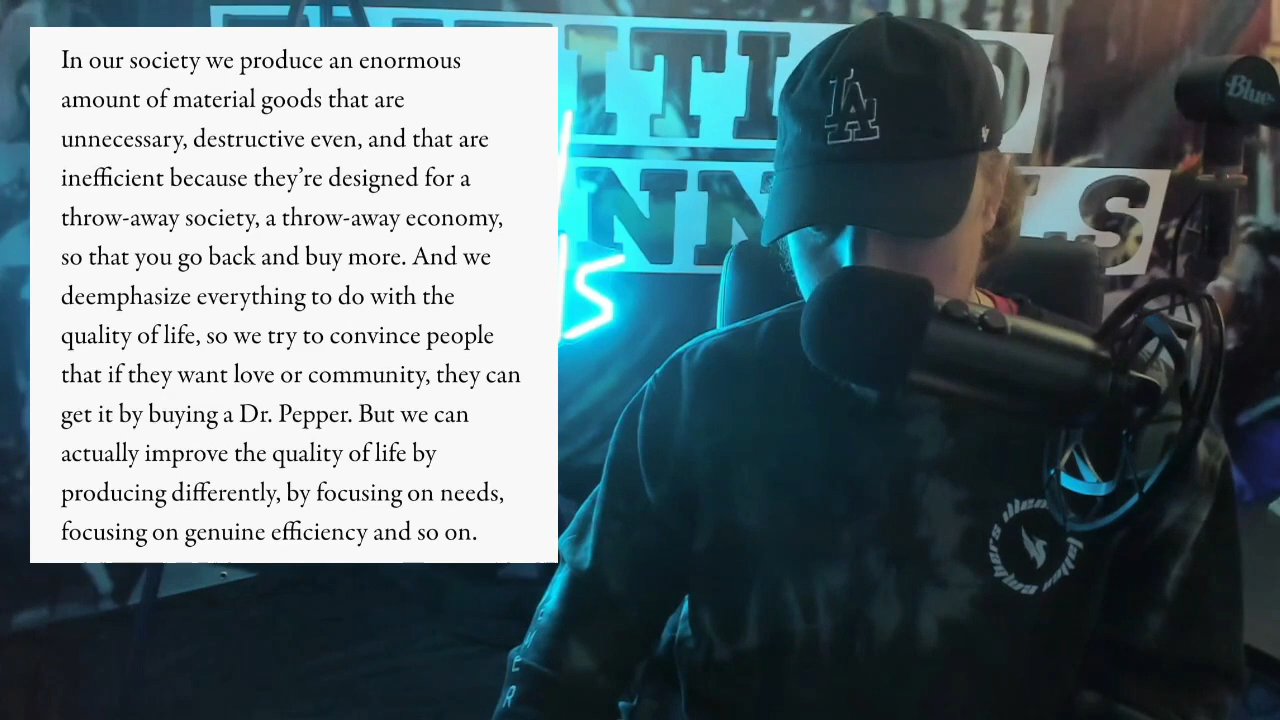 In our society we produce an enormous
amount of material goods that are
unnecessary, destructive even, and that are
inefficient because they’re designed for a
throw-away society, a throw-away economy,
so that you go back and buy more. And we
deemphasize everything to do with the
quality of life, so we try to convince people
that if they want love or community, they can
get it by buying a Dr. Pepper. But we can
actually improve the quality of life by
producing differently, by focusing on needs,
focusing on genuine efficiency and so on.
LA
Blue